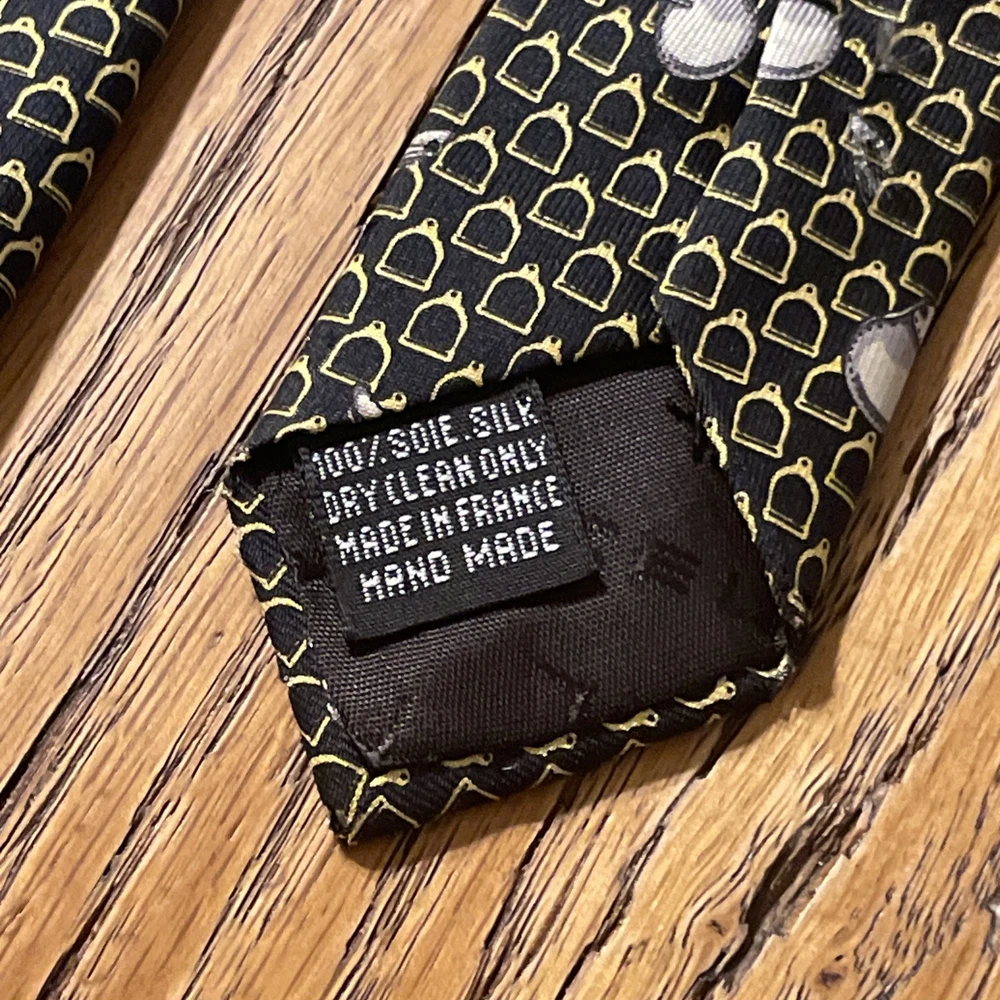 100% SOIE.SILK
DRY CLEAN ONLY
MADE IN FRANCE
HAND MADE